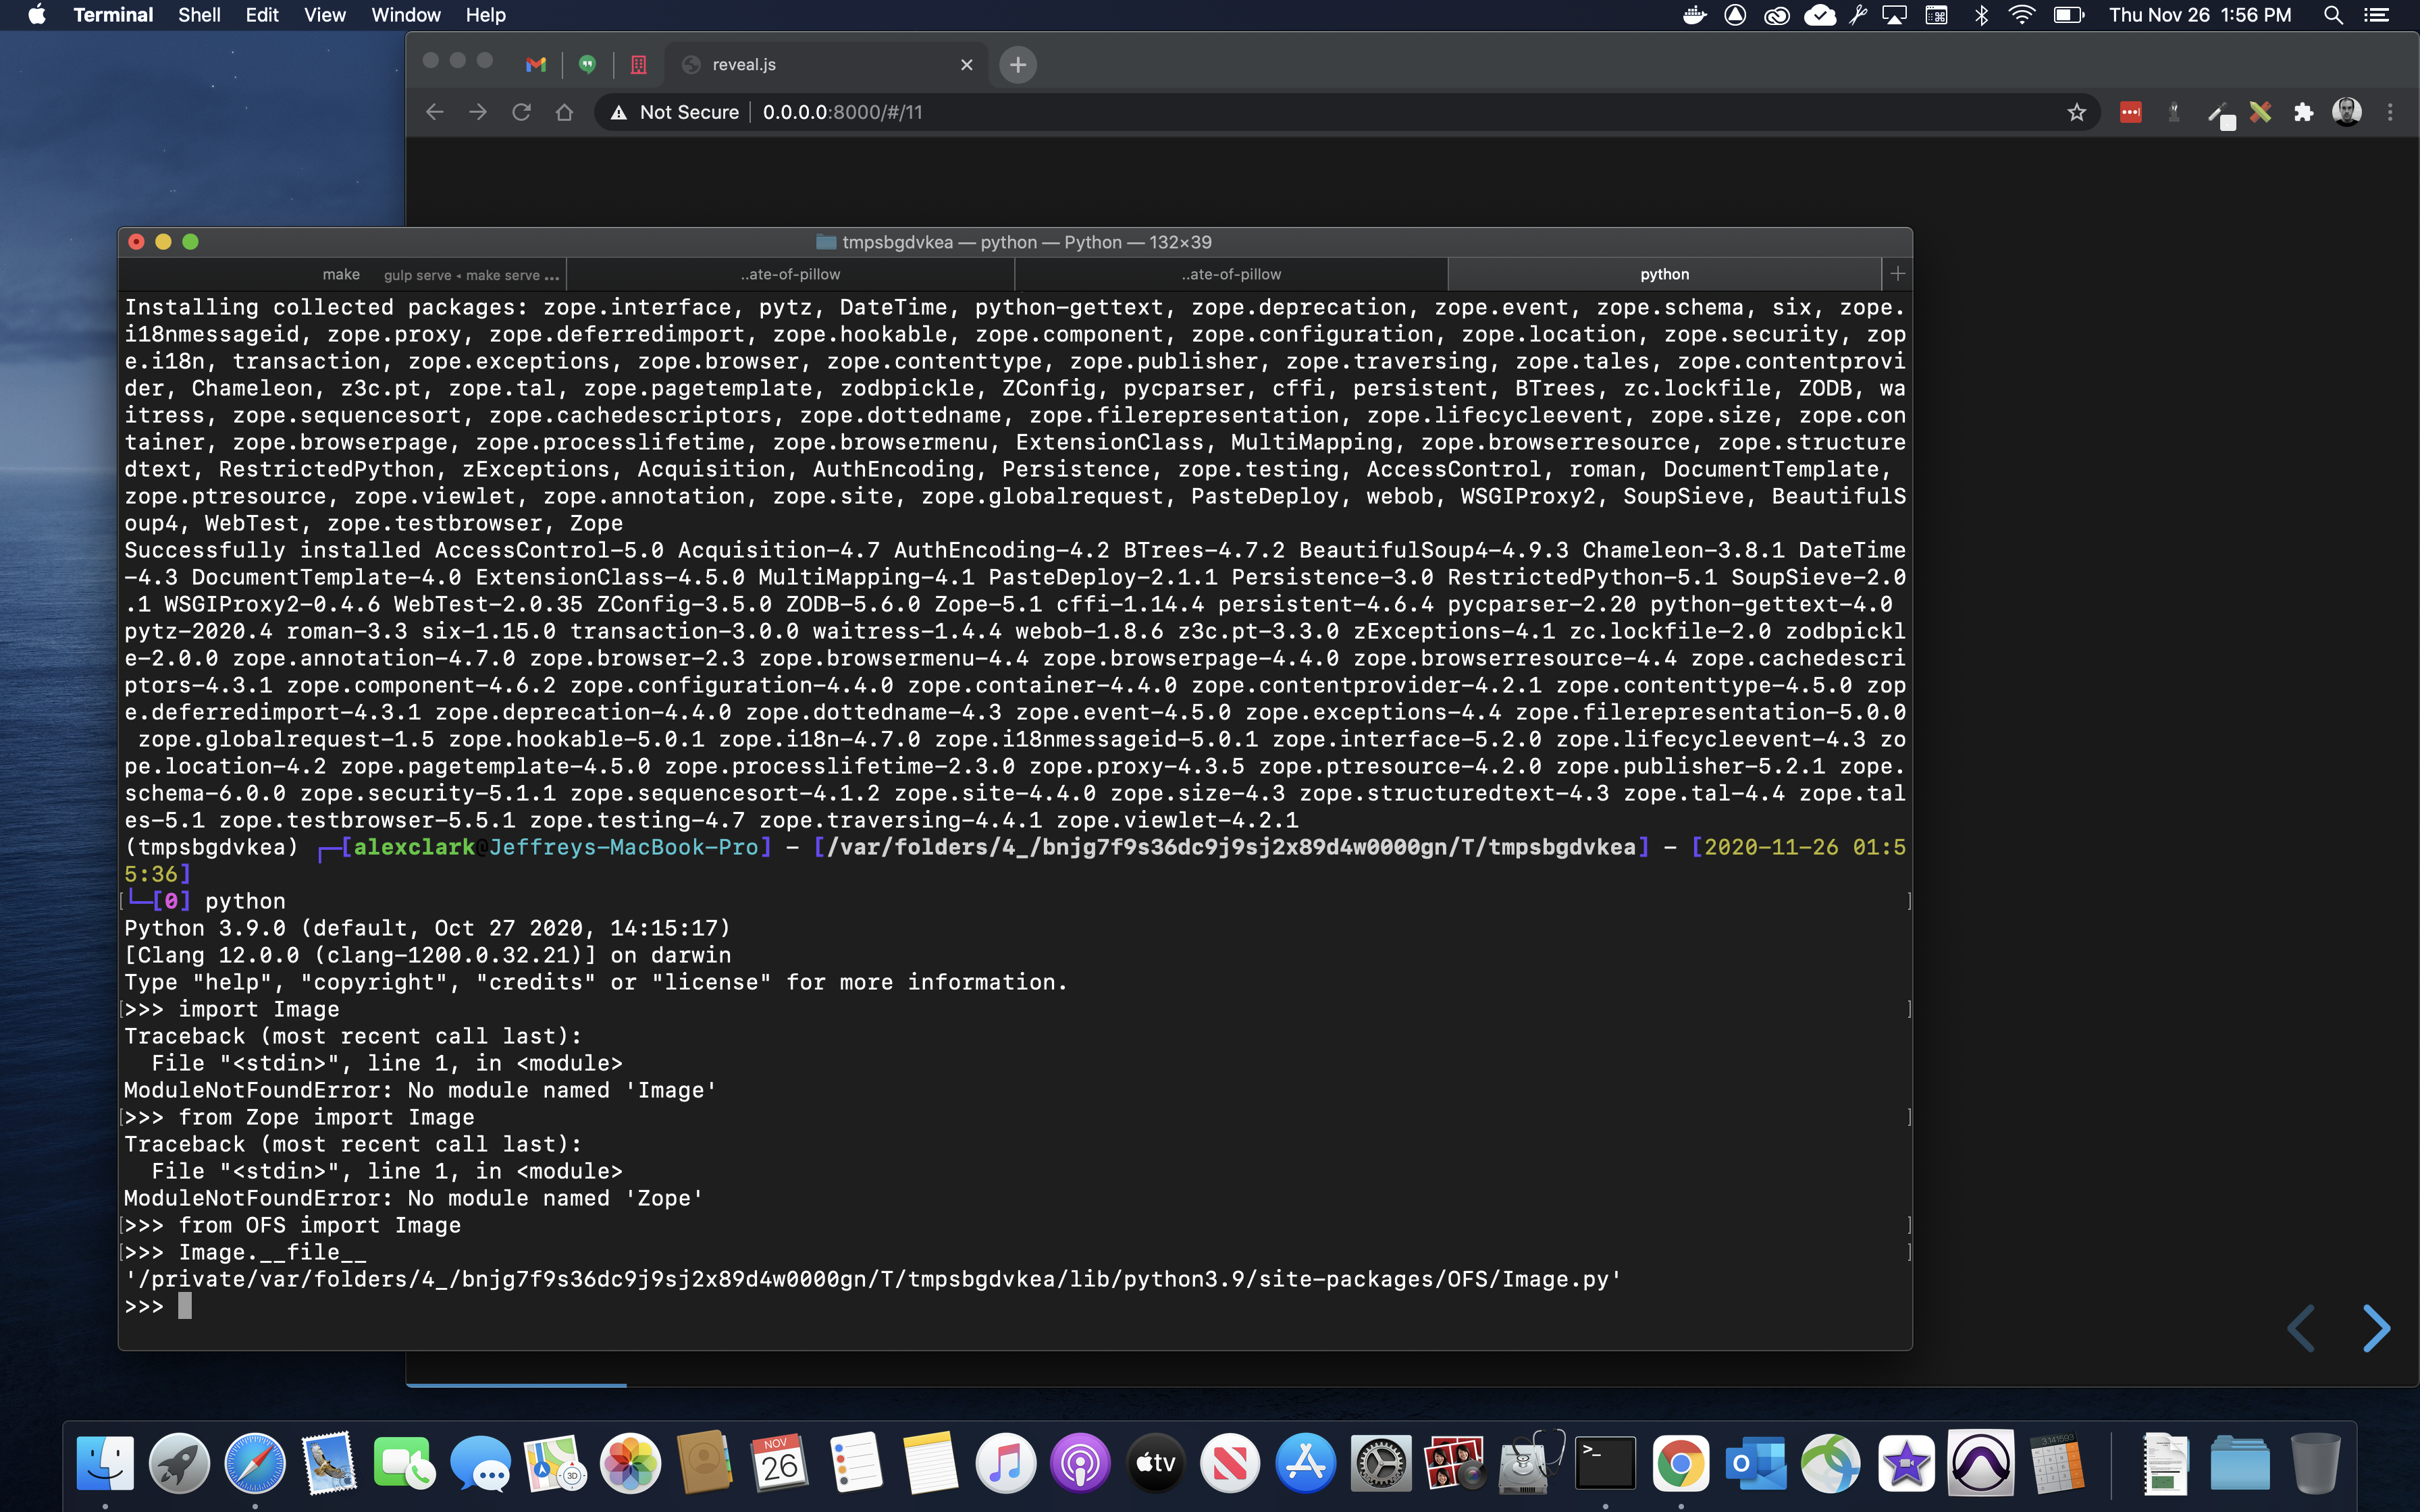 Terminal Shell Edit View Window Help Thu Nov 26 1:56 PM
reveal.js
Not Secure 0.0.0.0:8000/#/11
tmpsbgdvkea — python — Python — 132×39
make gulp serve ◂ make serve ... ..ate-of-pillow ..ate-of-pillow python
Installing collected packages: zope.interface, pytz, DateTime, python-gettext, zope.deprecation, zope.event, zope.schema, six, zope.
i18nmessageid, zope.proxy, zope.deferredimport, zope.hookable, zope.component, zope.configuration, zope.location, zope.security, zop
e.i18n, transaction, zope.exceptions, zope.browser, zope.contenttype, zope.publisher, zope.traversing, zope.tales, zope.contentprovi
der, Chameleon, z3c.pt, zope.tal, zope.pagetemplate, zodbpickle, ZConfig, pycparser, cffi, persistent, BTrees, zc.lockfile, ZODB, wa
itress, zope.sequencesort, zope.cachedescriptors, zope.dottedname, zope.filerepresentation, zope.lifecycleevent, zope.size, zope.con
tainer, zope.browserpage, zope.processlifetime, zope.browsermenu, ExtensionClass, MultiMapping, zope.browserresource, zope.structure
dtext, RestrictedPython, zExceptions, Acquisition, AuthEncoding, Persistence, zope.testing, AccessControl, roman, DocumentTemplate,
zope.ptresource, zope.viewlet, zope.annotation, zope.site, zope.globalrequest, PasteDeploy, webob, WSGIProxy2, SoupSieve, BeautifulS
oup4, WebTest, zope.testbrowser, Zope
Successfully installed AccessControl-5.0 Acquisition-4.7 AuthEncoding-4.2 BTrees-4.7.2 BeautifulSoup4-4.9.3 Chameleon-3.8.1 DateTime
-4.3 DocumentTemplate-4.0 ExtensionClass-4.5.0 MultiMapping-4.1 PasteDeploy-2.1.1 Persistence-3.0 RestrictedPython-5.1 SoupSieve-2.0
.1 WSGIProxy2-0.4.6 WebTest-2.0.35 ZConfig-3.5.0 ZODB-5.6.0 Zope-5.1 cffi-1.14.4 persistent-4.6.4 pycparser-2.20 python-gettext-4.0
pytz-2020.4 roman-3.3 six-1.15.0 transaction-3.0.0 waitress-1.4.4 webob-1.8.6 z3c.pt-3.3.0 zExceptions-4.1 zc.lockfile-2.0 zodbpickl
e-2.0.0 zope.annotation-4.7.0 zope.browser-2.3 zope.browsermenu-4.4 zope.browserpage-4.4.0 zope.browserresource-4.4 zope.cachedescri
ptors-4.3.1 zope.component-4.6.2 zope.configuration-4.4.0 zope.container-4.4.0 zope.contentprovider-4.2.1 zope.contenttype-4.5.0 zop
e.deferredimport-4.3.1 zope.deprecation-4.4.0 zope.dottedname-4.3 zope.event-4.5.0 zope.exceptions-4.4 zope.filerepresentation-5.0.0
zope.globalrequest-1.5 zope.hookable-5.0.1 zope.i18n-4.7.0 zope.i18nmessageid-5.0.1 zope.interface-5.2.0 zope.lifecycleevent-4.3 zo
pe.location-4.2 zope.pagetemplate-4.5.0 zope.processlifetime-2.3.0 zope.proxy-4.3.5 zope.ptresource-4.2.0 zope.publisher-5.2.1 zope.
schema-6.0.0 zope.security-5.1.1 zope.sequencesort-4.1.2 zope.site-4.4.0 zope.size-4.3 zope.structuredtext-4.3 zope.tal-4.4 zope.tal
es-5.1 zope.testbrowser-5.5.1 zope.testing-4.7 zope.traversing-4.4.1 zope.viewlet-4.2.1
(tmpsbgdvkea) ┌─[alexclark@Jeffreys-MacBook-Pro] - [/var/folders/4_/bnjg7f9s36dc9j9sj2x89d4w0000gn/T/tmpsbgdvkea] - [2020-11-26 01:5
5:36]
└─[0] python
Python 3.9.0 (default, Oct 27 2020, 14:15:17)
[Clang 12.0.0 (clang-1200.0.32.21)] on darwin
Type "help", "copyright", "credits" or "license" for more information.
>>> import Image
Traceback (most recent call last):
  File "<stdin>", line 1, in <module>
ModuleNotFoundError: No module named 'Image'
>>> from Zope import Image
Traceback (most recent call last):
  File "<stdin>", line 1, in <module>
ModuleNotFoundError: No module named 'Zope'
>>> from OFS import Image
>>> Image.__file__
'/private/var/folders/4_/bnjg7f9s36dc9j9sj2x89d4w0000gn/T/tmpsbgdvkea/lib/python3.9/site-packages/OFS/Image.py'
>>>
NOV
26
3D
tv
>_
O
3.141593